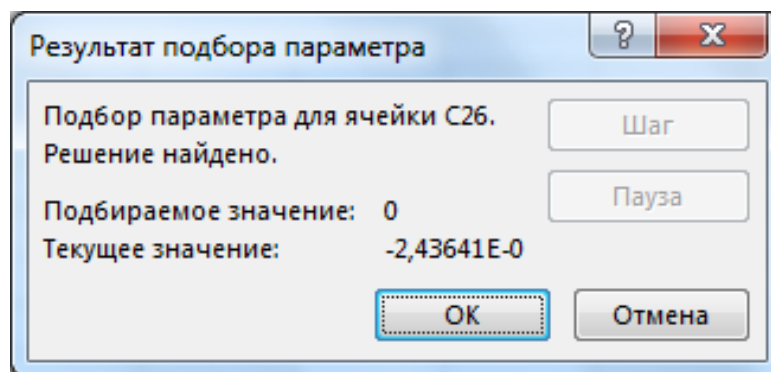 Результат подбора параметра
Подбор параметра для ячейки C26.
Решение найдено.
Шаг
Пауза
Подбираемое значение: 0
Текущее значение: -2,43641E-0
ОК
Отмена